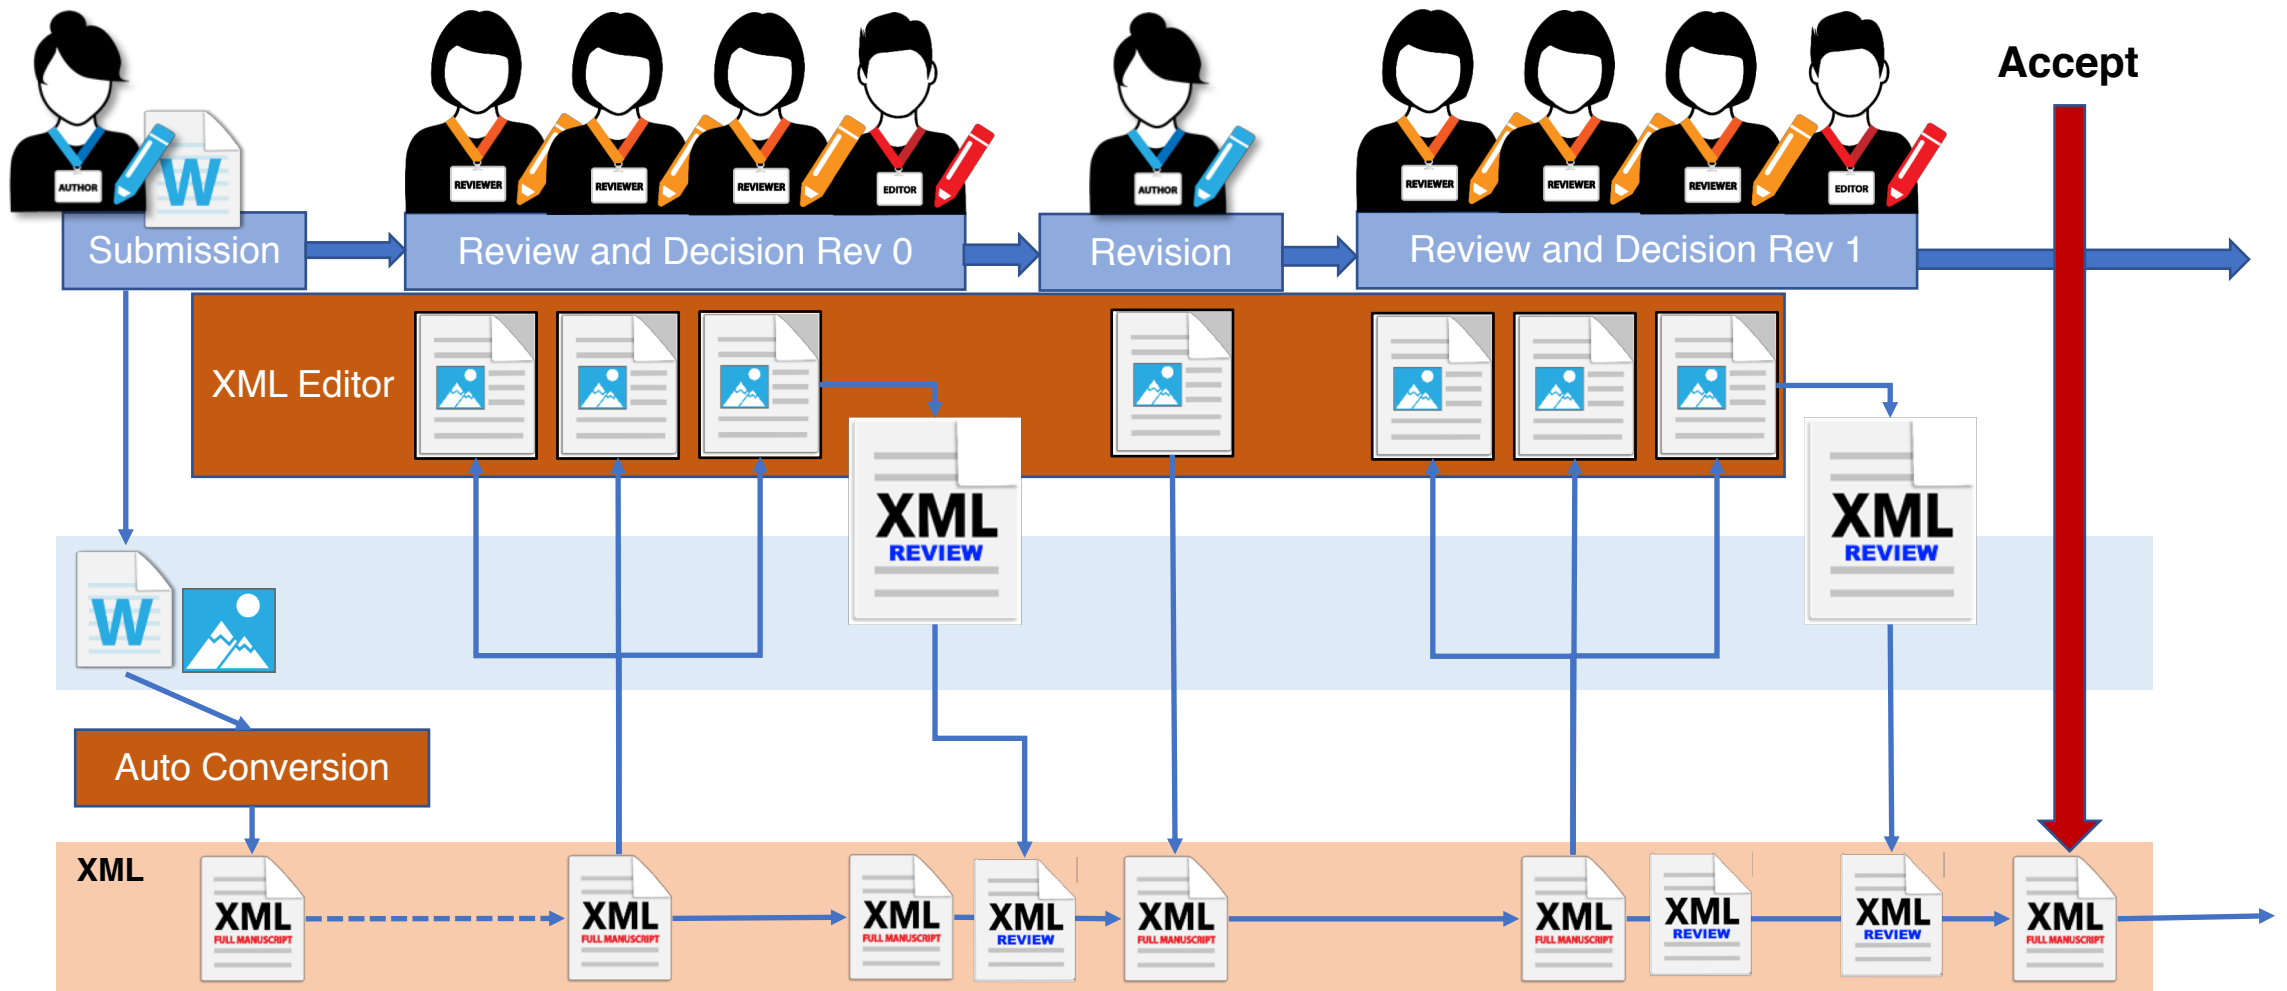 Accept
AUTHOR
W
REVIEWER
REVIEWER
REVIEWER
EDITOR
AUTHOR
REVIEWER
REVIEWER
REVIEWER
EDITOR
Submission
Review and Decision Rev 0
Revision
Review and Decision Rev 1
XML Editor
XML
REVIEW
XML
REVIEW
W
Auto Conversion
XML
XML
FULL MANUSCRIPT
XML
FULL MANUSCRIPT
XML
FULL MANUSCRIPT
XML
REVIEW
XML
FULL MANUSCRIPT
XML
FULL MANUSCRIPT
XML
REVIEW
XML
REVIEW
XML
FULL MANUSCRIPT